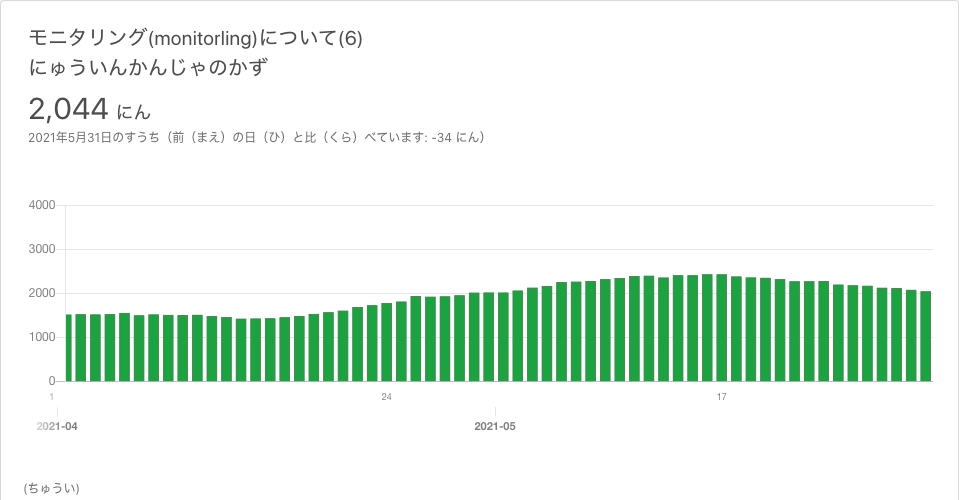 モニタリング(monitorling)について(6)
にゅういんかんじゃのかず
2,044 にん
2021年5月31日のすうち（前（まえ）の日（ひ）と比（くら）べています: -34 にん）
4000
3000
2000
1000
0
1 24 17
2021-04 2021-05
(ちゅうい)